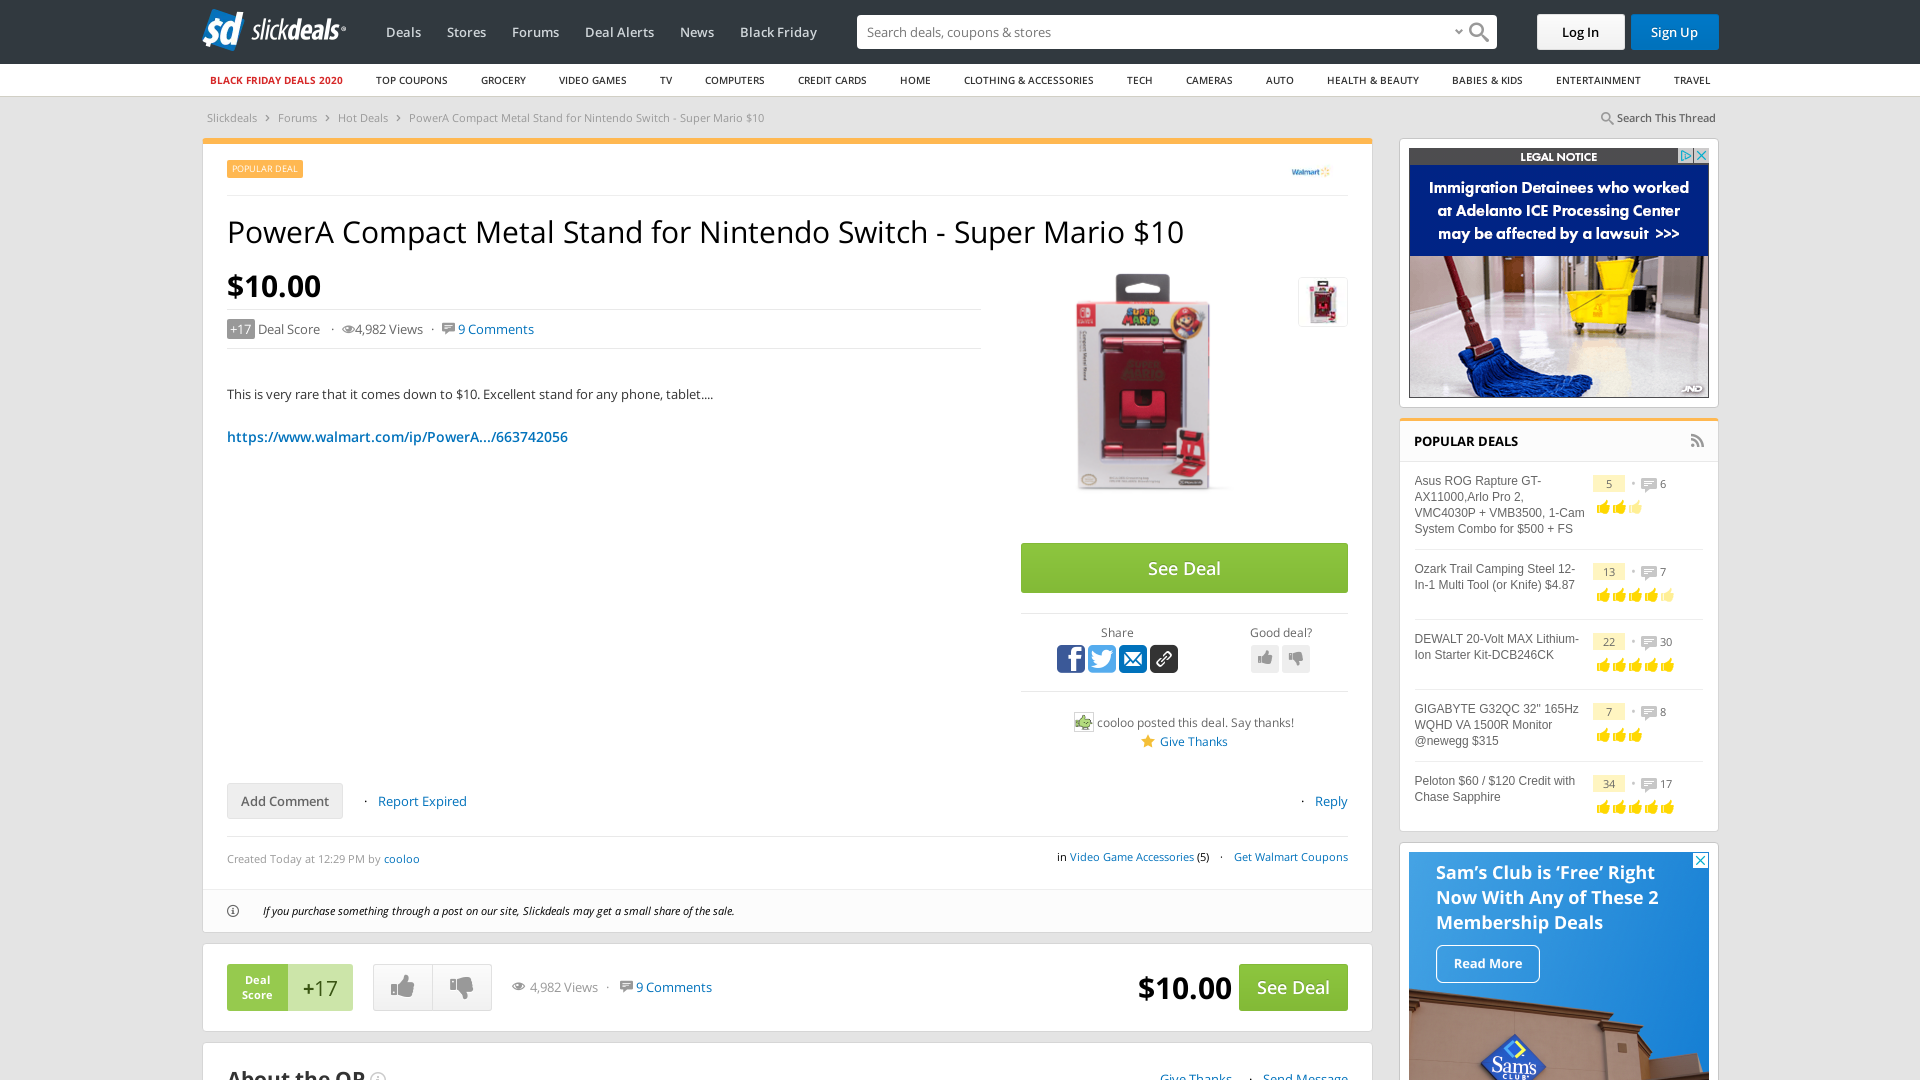 slickdeals
Deals
Stores
Forums
Deal Alerts
News
Black Friday
Search deals, coupons & stores
Log In
Sign Up
BLACK FRIDAY DEALS 2020
TOP COUPONS
GROCERY
VIDEO GAMES
TV
COMPUTERS
CREDIT CARDS
HOME
CLOTHING & ACCESSORIES
TECH
CAMERAS
AUTO
HEALTH & BEAUTY
BABIES & KIDS
ENTERTAINMENT
TRAVEL
Slickdeals › Forums › Hot Deals › PowerA Compact Metal Stand for Nintendo Switch - Super Mario $10
Search This Thread
POPULAR DEAL
Walmart
PowerA Compact Metal Stand for Nintendo Switch - Super Mario $10
$10.00
+17 Deal Score · 4,982 Views · 9 Comments
This is very rare that it comes down to $10. Excellent stand for any phone, tablet....
https://www.walmart.com/ip/PowerA.../663742056
SUPER
MARIO
See Deal
Share
Good deal?
cooloo posted this deal. Say thanks!
Give Thanks
Add Comment
· Report Expired
· Reply
Created Today at 12:29 PM by cooloo
in Video Game Accessories (5) · Get Walmart Coupons
If you purchase something through a post on our site, Slickdeals may get a small share of the sale.
Deal
Score
+17
4,982 Views · 9 Comments
$10.00
See Deal
About the OP
Give Thanks · Send Message
LEGAL NOTICE
Immigration Detainees who worked
at Adelanto ICE Processing Center
may be affected by a lawsuit >>>
JND
POPULAR DEALS
Asus ROG Rapture GT-
AX11000,Arlo Pro 2,
VMC4030P + VMB3500, 1-Cam
System Combo for $500 + FS
5 • 6
Ozark Trail Camping Steel 12-
In-1 Multi Tool (or Knife) $4.87
13 • 7
DEWALT 20-Volt MAX Lithium-
Ion Starter Kit-DCB246CK
22 • 30
GIGABYTE G32QC 32" 165Hz
WQHD VA 1500R Monitor
@newegg $315
7 • 8
Peloton $60 / $120 Credit with
Chase Sapphire
34 • 17
Sam's Club is 'Free' Right
Now With Any of These 2
Membership Deals
Read More
Sam's
CLUB